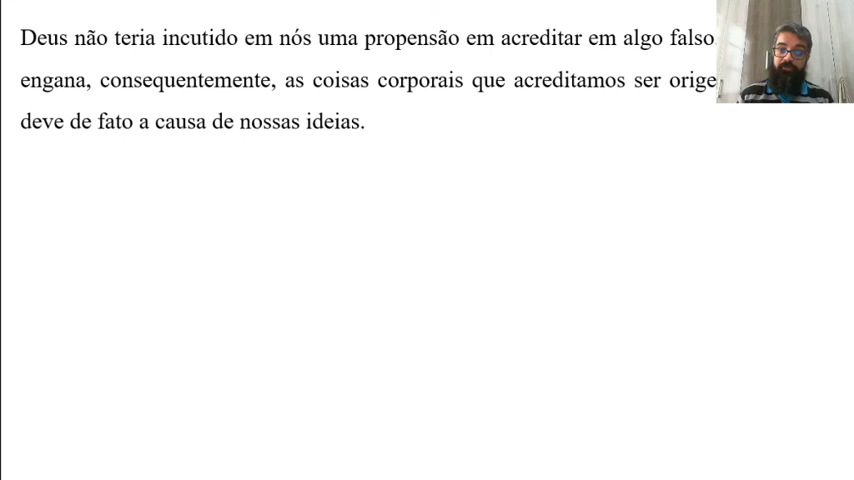 Deus não teria incutido em nós uma propensão em acreditar em algo falso.
engana, consequentemente, as coisas corporais que acreditamos ser
deve de fato a causa de nossas ideias.